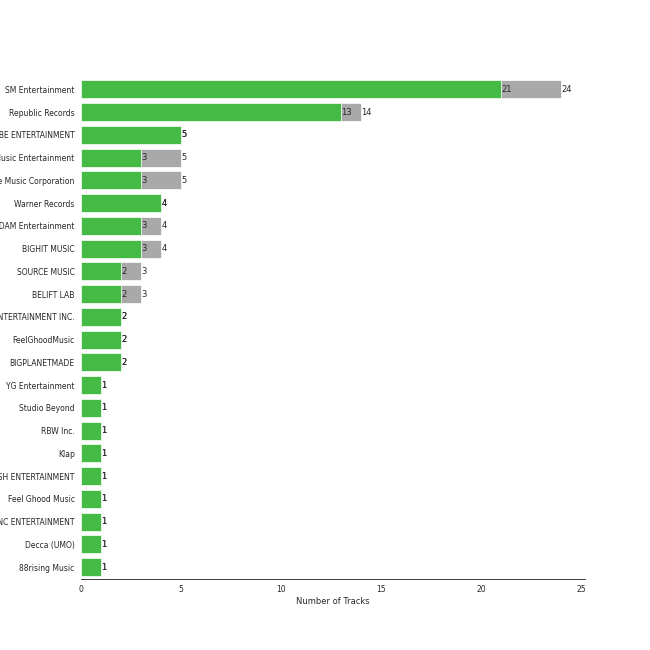 SM Entertainment 21 24
Republic Records 13 14
BE ENTERTAINMENT 5
usic Entertainment 3 5
e Music Corporation 3 5
Warner Records 4
DAM Entertainment 3 4
BIGHIT MUSIC 3 4
SOURCE MUSIC 2 3
BELIFT LAB 2 3
NTERTAINMENT INC. 2
FeelGhoodMusic 2
BIGPLANETMADE 2
YG Entertainment 1
Studio Beyond 1
RBW Inc. 1
Klap 1
SH ENTERTAINMENT 1
Feel Ghood Music 1
NC ENTERTAINMENT 1
Decca (UMO) 1
88rising Music 1
0 5 10 15 20 25
Number of Tracks